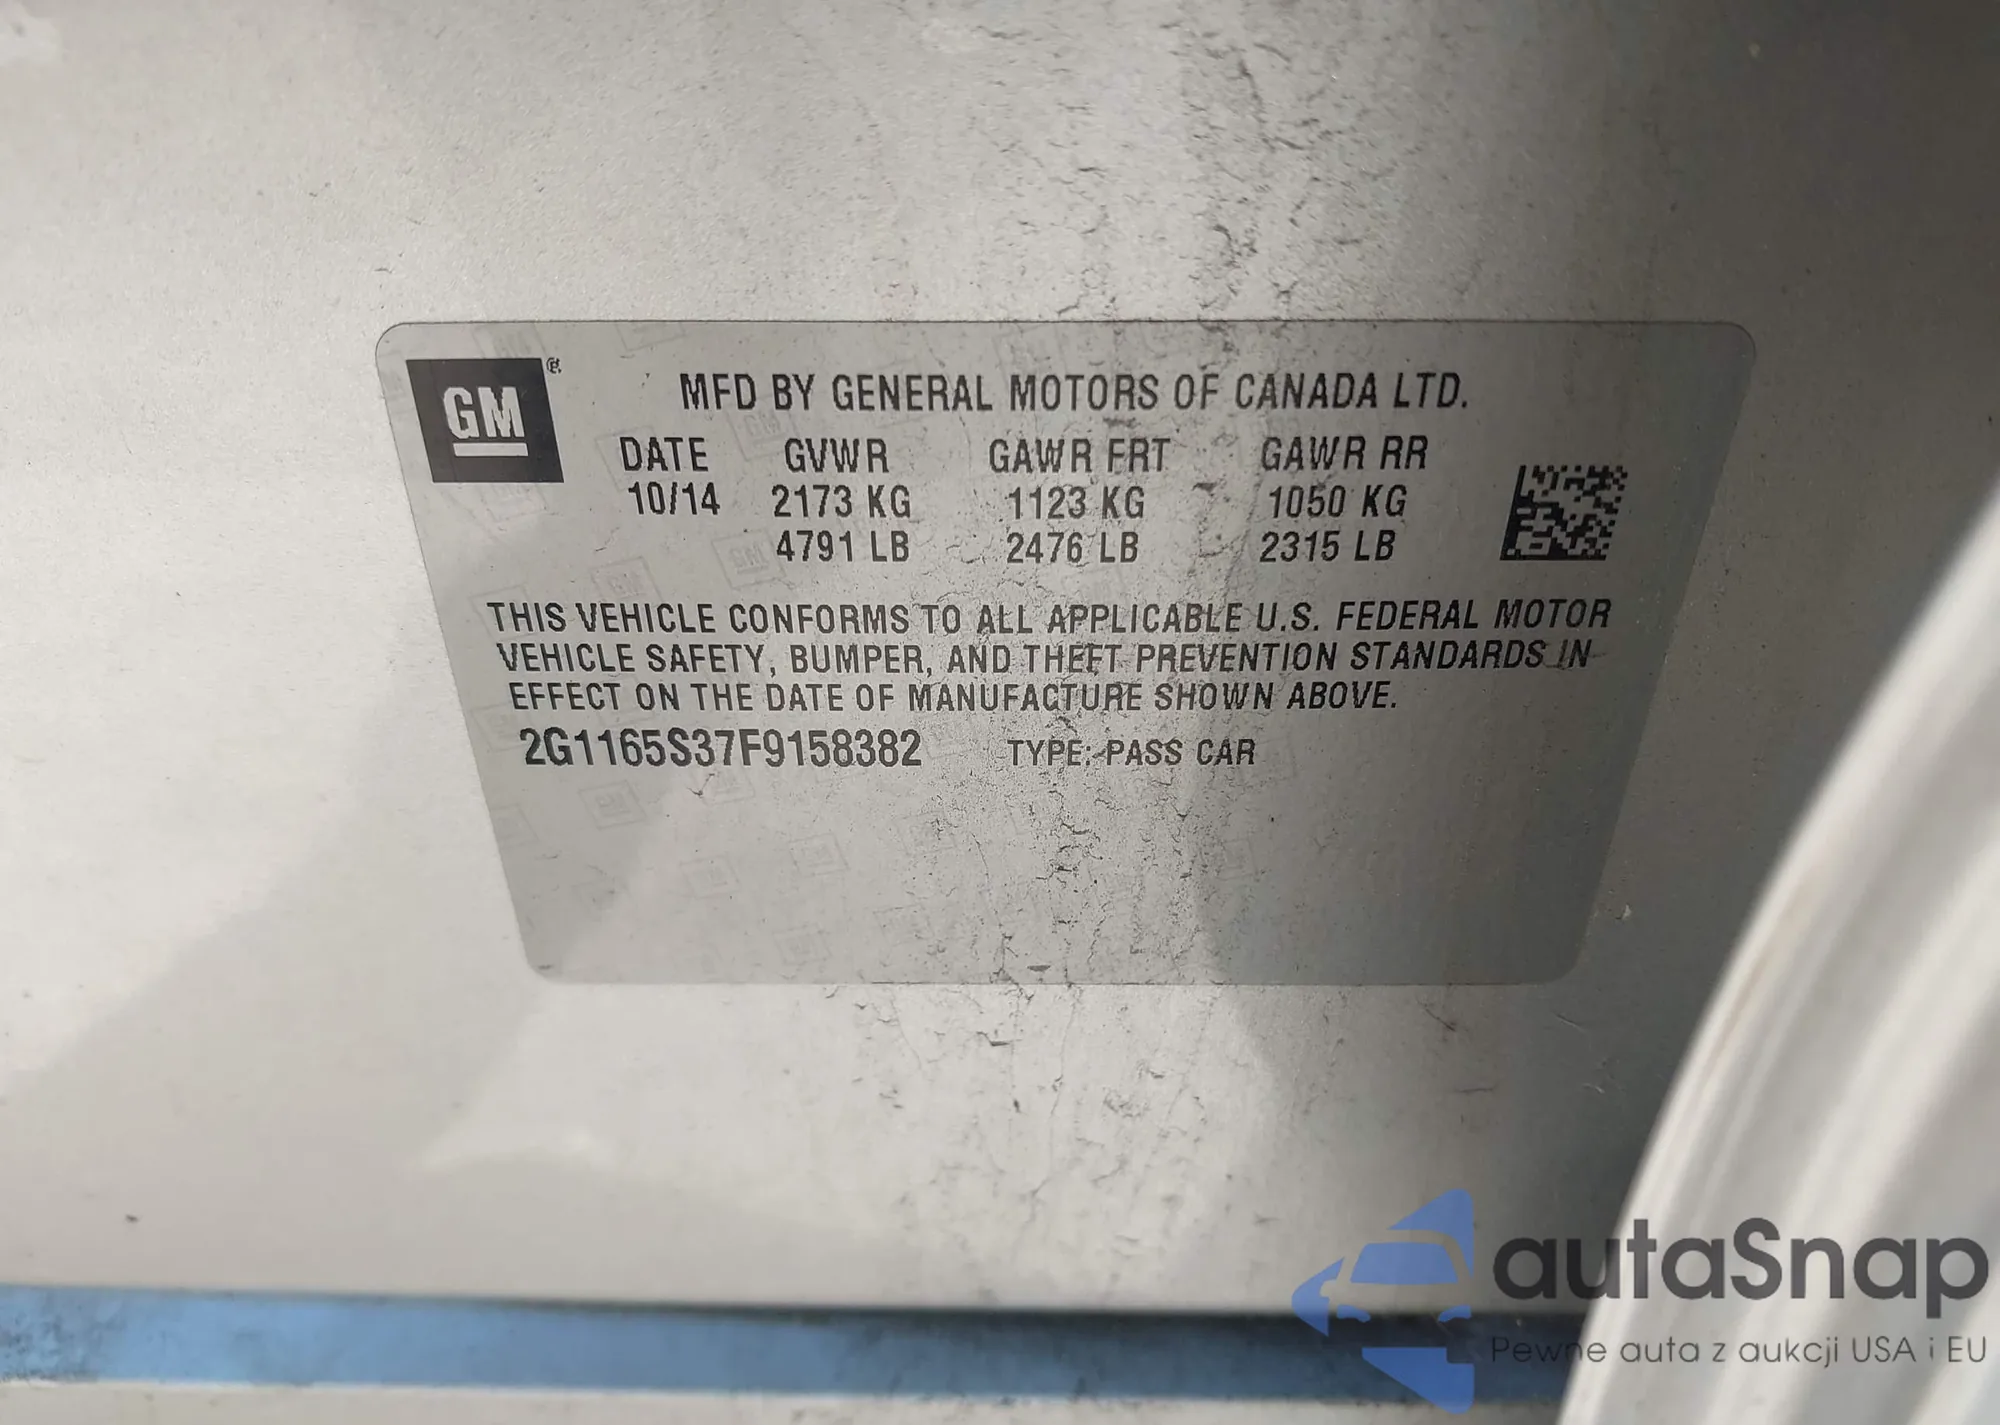 GM®
MFD BY GENERAL MOTORS OF CANADA LTD.
DATE GVWR GAWR FRT GAWR RR
10/14 2173 KG 1123 KG 1050 KG
4791 LB 2476 LB 2315 LB
THIS VEHICLE CONFORMS TO ALL APPLICABLE U.S. FEDERAL MOTOR
VEHICLE SAFETY, BUMPER, AND THEFT PREVENTION STANDARDS IN
EFFECT ON THE DATE OF MANUFACTURE SHOWN ABOVE.
2G1165S37F9158382 TYPE: PASS CAR
autaSnap
Pewne auta z aukcji USA i EU